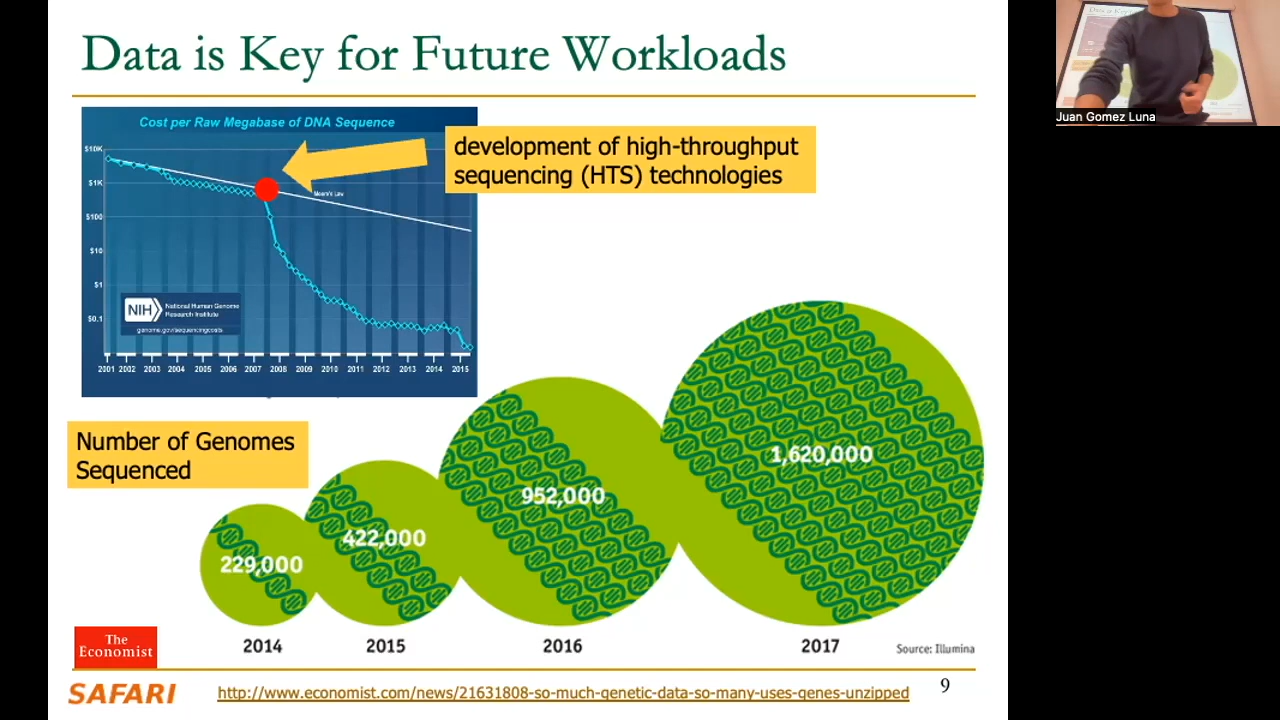 Data is Key for Future Workloads
Cost per Raw Megabase of DNA Sequence
development of high-throughput
sequencing (HTS) technologies
$10K
$1K
$100
$10
$1
$0.1
Moore's Law
NIH
National Human Genome
Research Institute
genome.gov/sequencingcosts
2001 2002 2003 2004 2005 2006 2007 2008 2009 2010 2011 2012 2013 2014 2015
Number of Genomes
Sequenced
229,000
422,000
952,000
1,620,000
2014 2015 2016 2017
Source: Illumina
The
Economist
SAFARI
http://www.economist.com/news/21631808-so-much-genetic-data-so-many-uses-genes-unzipped
9
Juan Gomez Luna